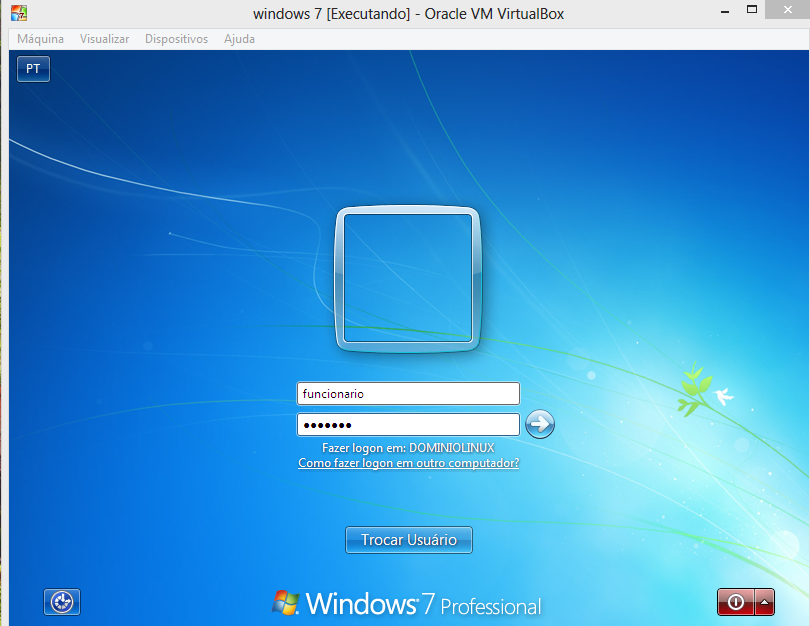 windows 7 [Executando] - Oracle VM VirtualBox
Máquina Visualizar Dispositivos Ajuda
PT
funcionario
●●●●●●●
Fazer logon em: DOMINIOLINUX
Como fazer logon em outro computador?
Trocar Usuário
Windows 7 Professional